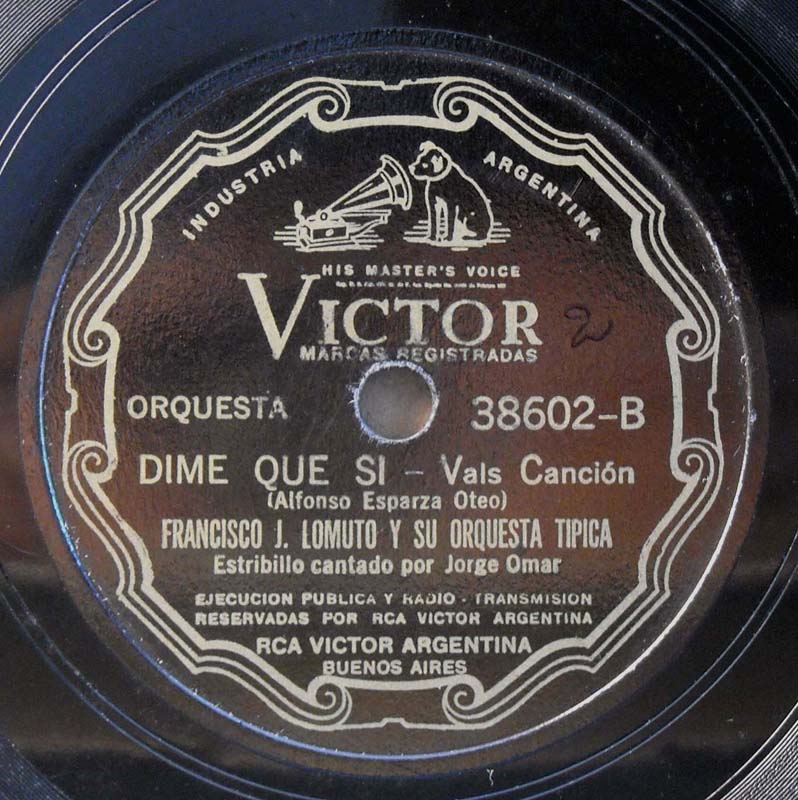 INDUSTRIA ARGENTINA
HIS MASTER'S VOICE
VICTOR
2
MARCAS REGISTRADAS
ORQUESTA
38602-B
DIME QUE SI - Vals Canción
(Alfonso Esparza Oteo)
FRANCISCO J. LOMUTO Y SU ORQUESTA TIPICA
Estribillo cantado por Jorge Omar
EJECUCION PUBLICA Y RADIO - TRANSMISION
RESERVADAS POR RCA VICTOR ARGENTINA
RCA VICTOR ARGENTINA
BUENOS AIRES